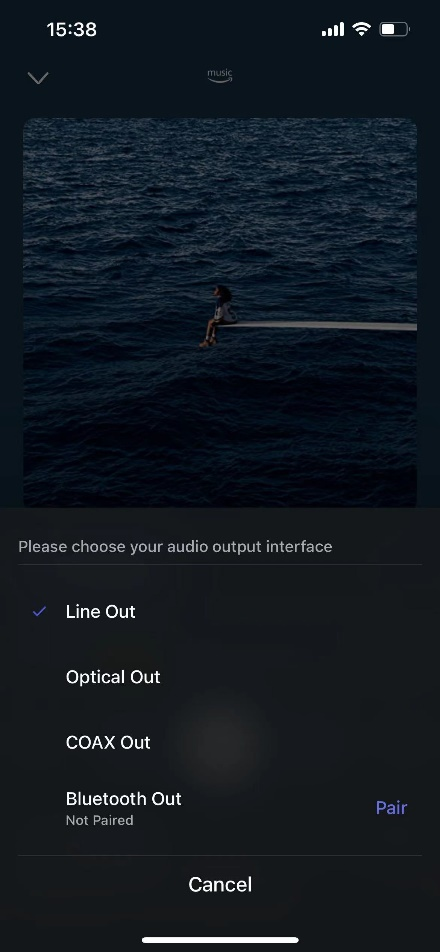 15:38
music
Please choose your audio output interface
Line Out
Optical Out
COAX Out
Bluetooth Out
Not Paired
Pair
Cancel